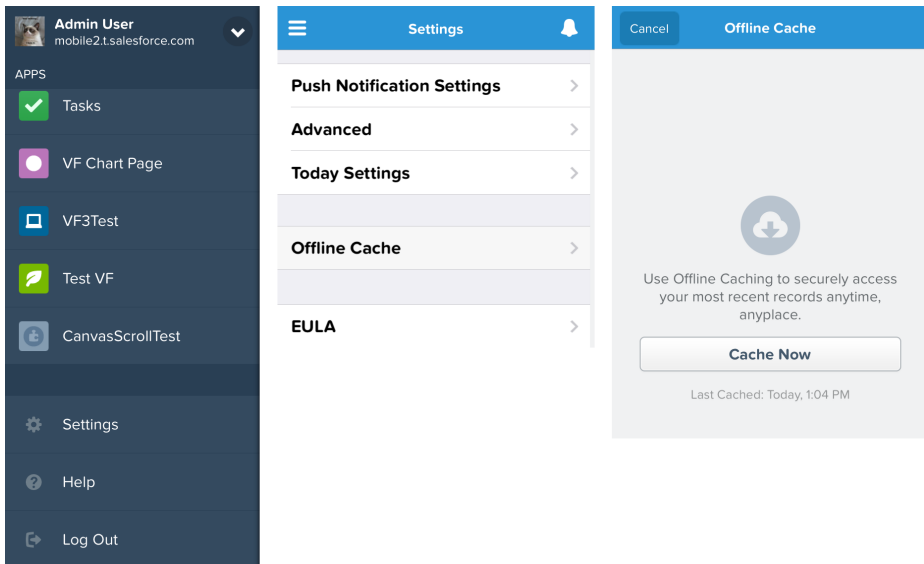 Admin User
mobile2.t.salesforce.com
APPS
Tasks
VF Chart Page
VF3Test
Test VF
CanvasScrollTest
Settings
Help
Log Out
Settings
Push Notification Settings
Advanced
Today Settings
Offline Cache
EULA
Cancel
Offline Cache
Use Offline Caching to securely access
your most recent records anytime,
anyplace.
Cache Now
Last Cached: Today, 1:04 PM